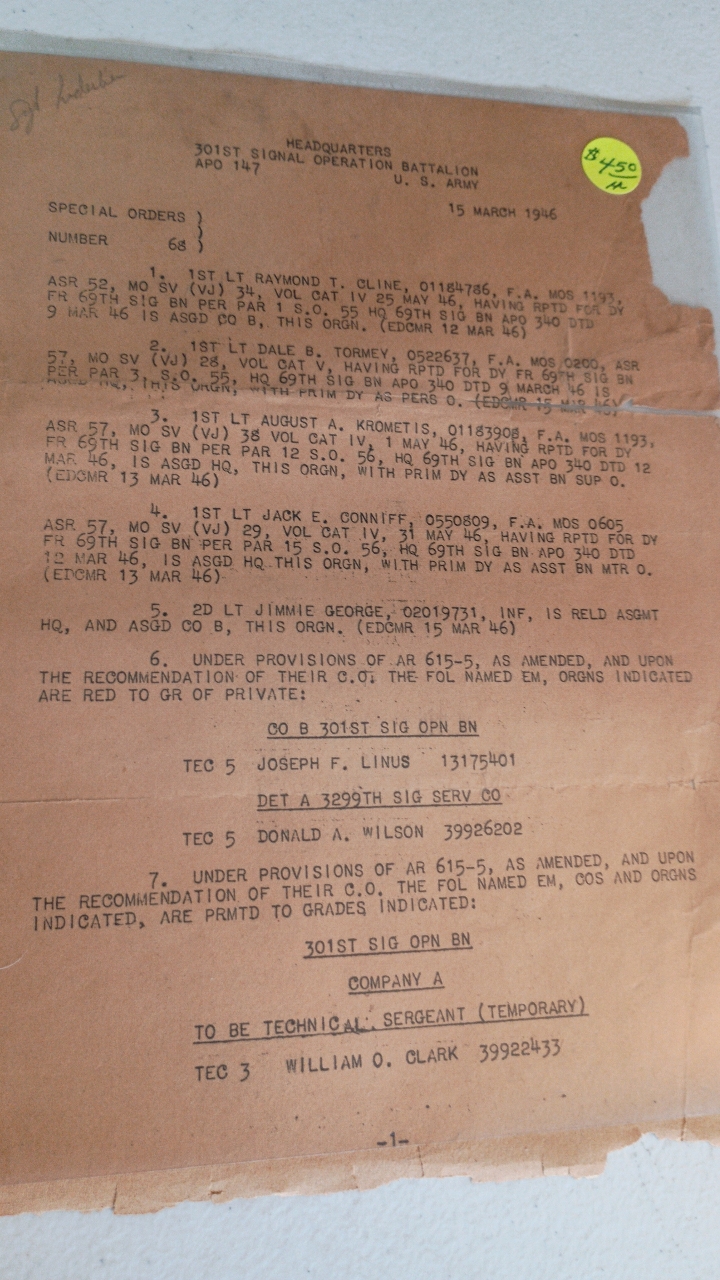 Sgt
$4.50
HEADQUARTERS
301ST SIGNAL OPERATION BATTALION
APO 147 U. S. ARMY
SPECIAL ORDERS ) 15 MARCH 1946
)
NUMBER 68 )
1. 1ST LT RAYMOND T. CLINE, 01184786, F.A. MOS 1193,
ASR 52, MO SV (VJ) 34, VOL CAT IV 25 MAY 46, HAVING RPTD FOR DY
FR 69TH SIG BN PER PAR 1 S.O. 55 HQ 69TH SIG BN APO 340 DTD
9 MAR 46 IS ASGD CO B, THIS ORGN. (EDCMR 12 MAR 46)
2. 1ST LT DALE B. TORMEY, 0522637, F.A. MOS 0200, ASR
57, MO SV (VJ) 28, VOL CAT V, HAVING RPTD FOR DY FR 69TH SIG BN
PER PAR 3, S.O. 55, HQ 69TH SIG BN APO 340 DTD 9 MARCH 46 IS
ASGD HQ, THIS ORGN, WITH PRIM DY AS PERS O. (EDCMR 15 MAR 46)
3. 1ST LT AUGUST A. KROMETIS, 01183908, F.A. MOS 1193,
ASR 57, MO SV (VJ) 38 VOL CAT IV, 1 MAY 46, HAVING RPTD FOR DY
FR 69TH SIG BN PER PAR 12 S.O. 56, HQ 69TH SIG BN APO 340 DTD 12
MAR 46, IS ASGD HQ, THIS ORGN, WITH PRIM DY AS ASST BN SUP O.
(EDCMR 13 MAR 46)
4. 1ST LT JACK E. CONNIFF, 0550809, F.A. MOS 0605
ASR 57, MO SV (VJ) 29, VOL CAT IV, 31 MAY 46, HAVING RPTD FOR DY
FR 69TH SIG BN PER PAR 15 S.O. 56, HQ 69TH SIG BN APO 340 DTD
12 MAR 46, IS ASGD HQ THIS ORGN, WITH PRIM DY AS ASST BN MTR O.
(EDCMR 13 MAR 46)
5. 2D LT JIMMIE GEORGE, 02019731, INF, IS RELD ASGMT
HQ, AND ASGD CO B, THIS ORGN. (EDCMR 15 MAR 46)
6. UNDER PROVISIONS OF AR 615-5, AS AMENDED, AND UPON
THE RECOMMENDATION OF THEIR C.O. THE FOL NAMED EM, ORGNS INDICATED
ARE RED TO GR OF PRIVATE:
CO B 301ST SIG OPN BN
TEC 5 JOSEPH F. LINUS 13175401
DET A 3299TH SIG SERV CO
TEC 5 DONALD A. WILSON 39926202
7. UNDER PROVISIONS OF AR 615-5, AS AMENDED, AND UPON
THE RECOMMENDATION OF THEIR C.O. THE FOL NAMED EM, COS AND ORGNS
INDICATED, ARE PRMTD TO GRADES INDICATED:
301ST SIG OPN BN
COMPANY A
TO BE TECHNICAL SERGEANT (TEMPORARY)
TEC 3 WILLIAM O. CLARK 39922433
-1-